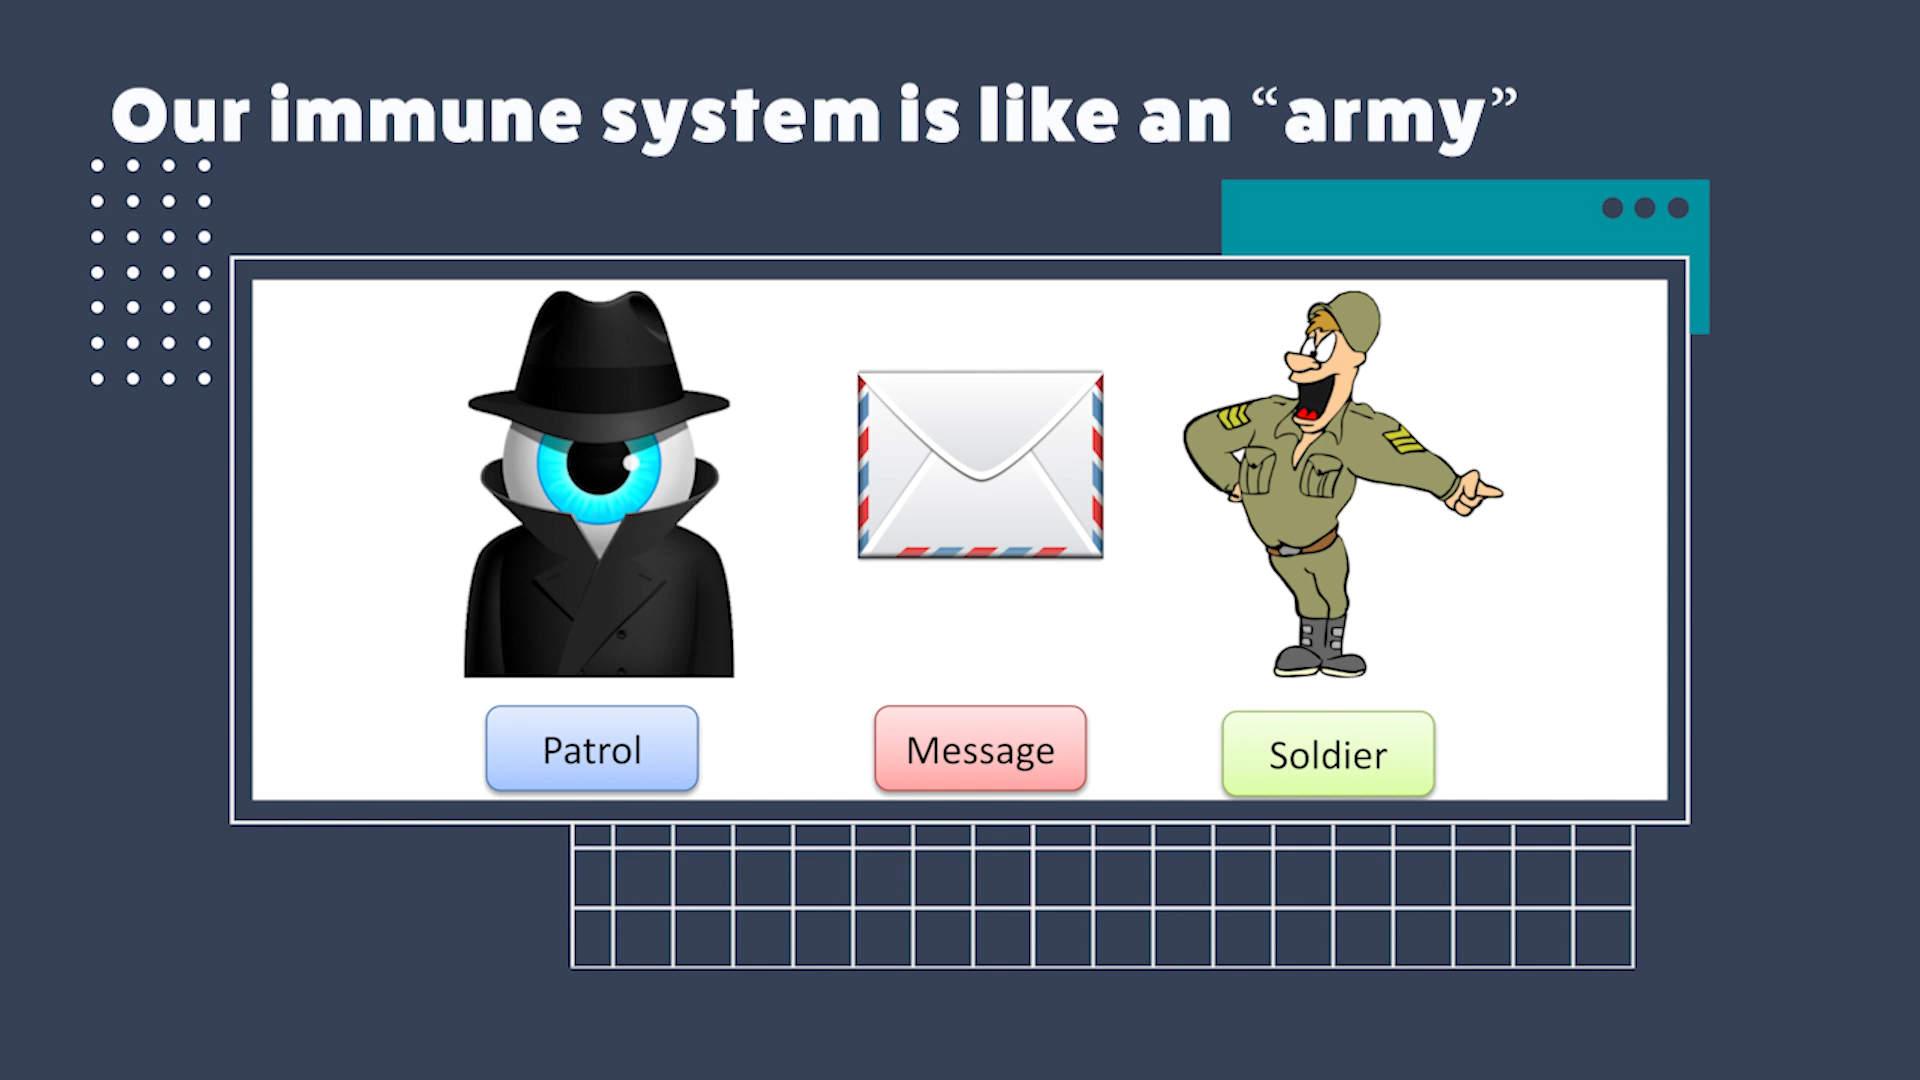 Our immune system is like an “army”
Patrol
Message
Soldier